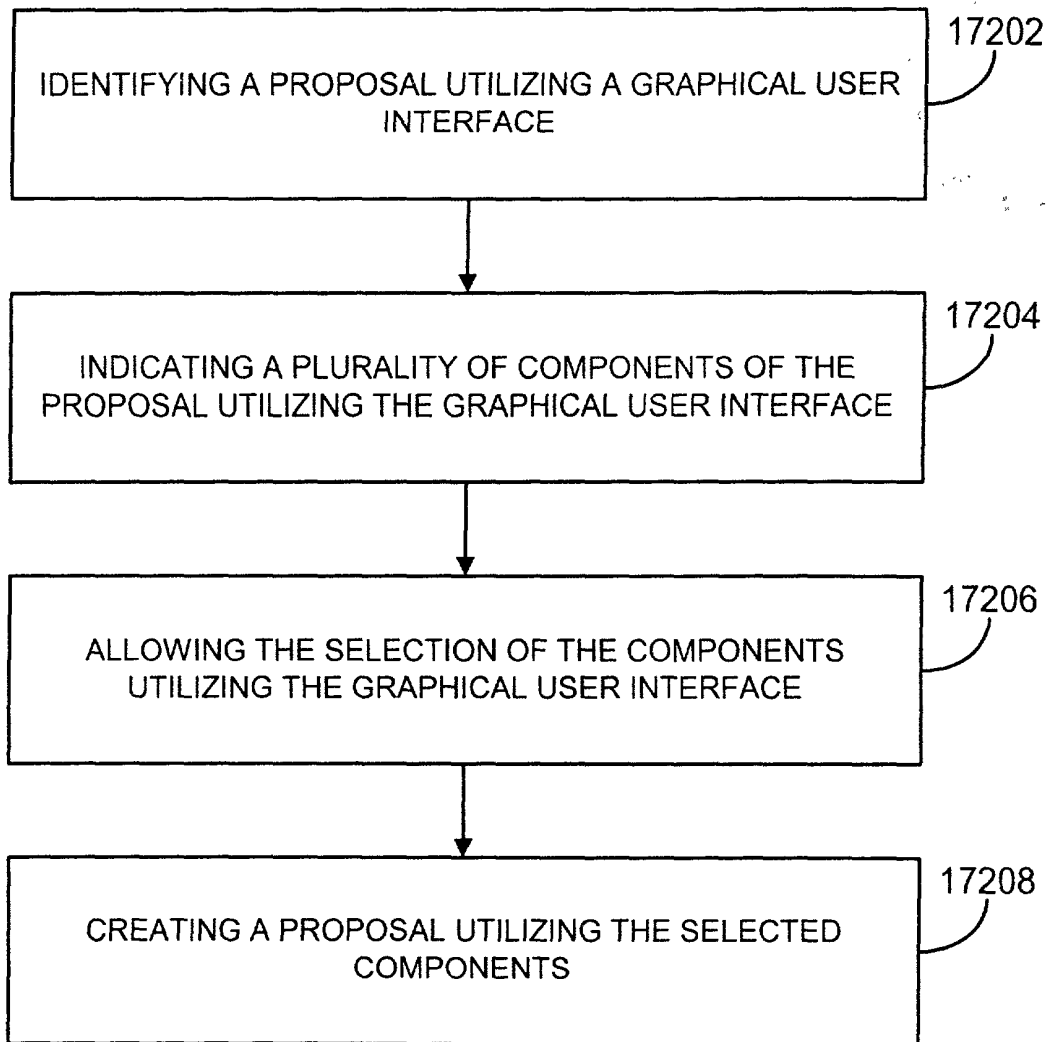 17202
IDENTIFYING A PROPOSAL UTILIZING A GRAPHICAL USER
INTERFACE
17204
INDICATING A PLURALITY OF COMPONENTS OF THE
PROPOSAL UTILIZING THE GRAPHICAL USER INTERFACE
17206
ALLOWING THE SELECTION OF THE COMPONENTS
UTILIZING THE GRAPHICAL USER INTERFACE
17208
CREATING A PROPOSAL UTILIZING THE SELECTED
COMPONENTS